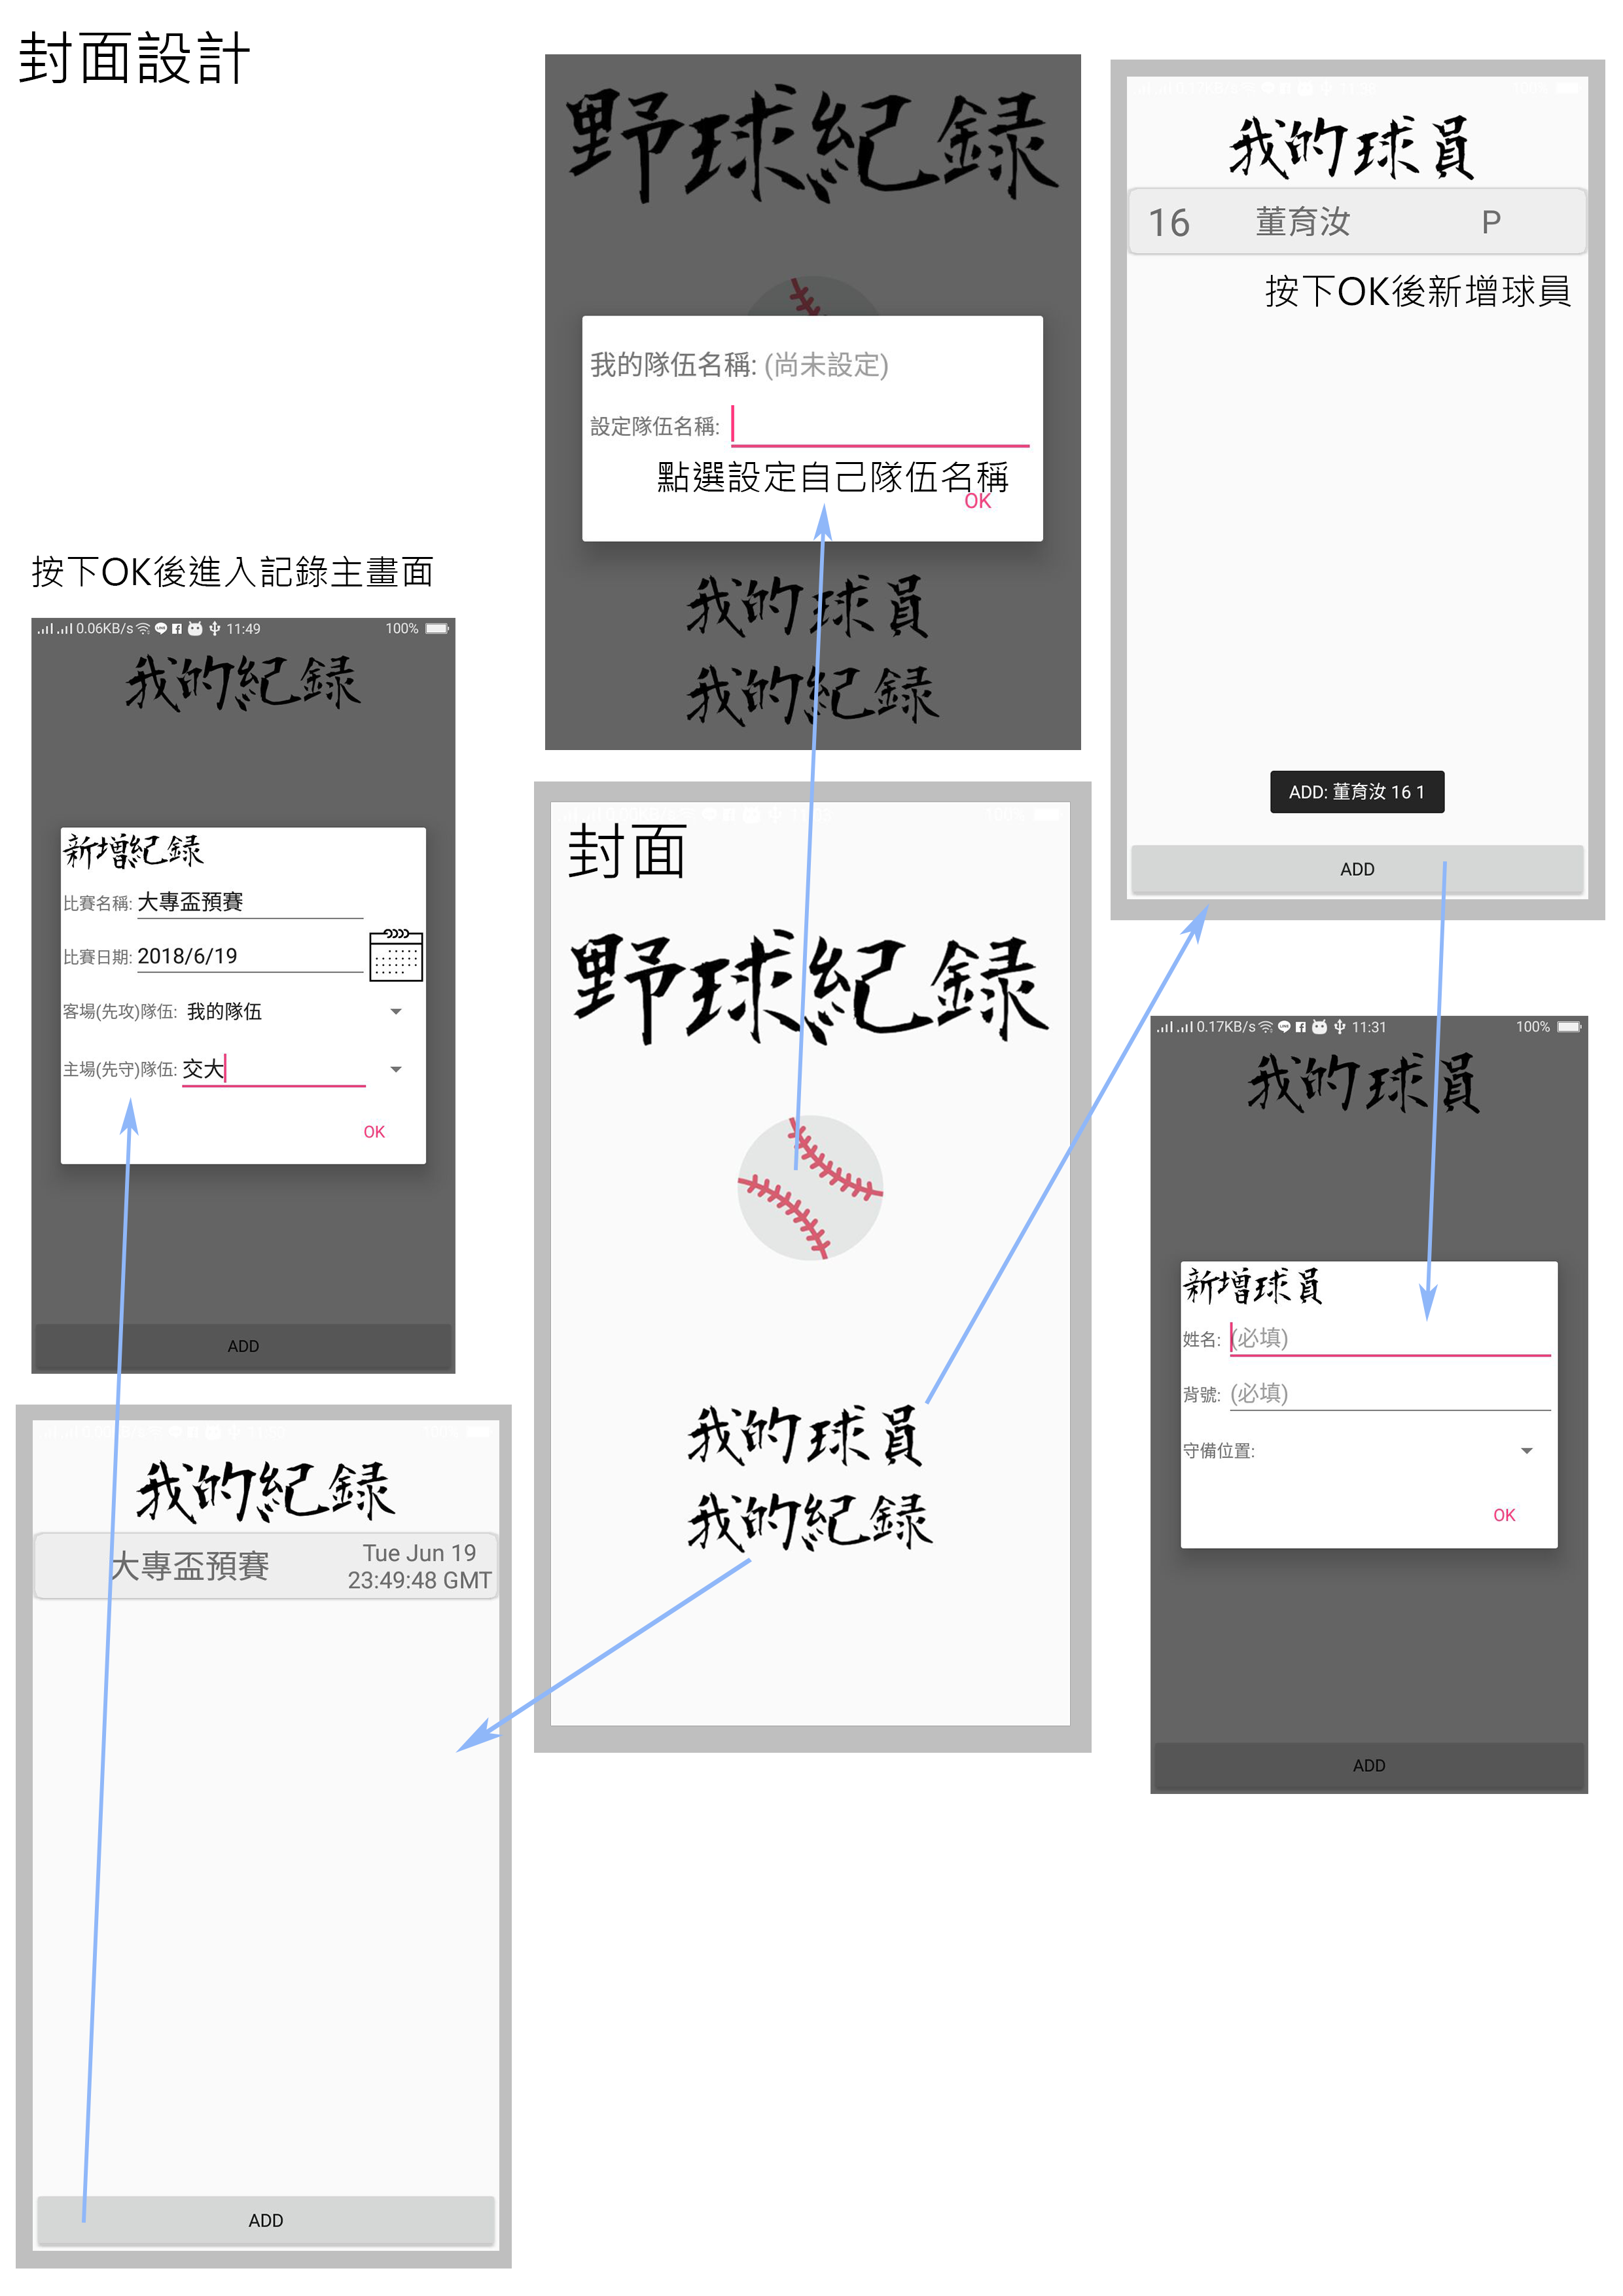 封面設計
野球紀錄
我的隊伍名稱: (尚未設定)
設定隊伍名稱:
點選設定自己隊伍名稱
OK
我的球員
我的紀錄
我的球員
16 董育汝 P
按下OK後新增球員
ADD: 董育汝 16 1
ADD
按下OK後進入記錄主畫面
0.06KB/s 11:49 100%
我的紀錄
新增紀錄
比賽名稱: 大專盃預賽
比賽日期: 2018/6/19
客場(先攻)隊伍: 我的隊伍
主場(先守)隊伍: 交大
OK
ADD
封面
野球紀錄
我的球員
我的紀錄
0.17KB/s 11:31 100%
我的球員
新增球員
姓名: (必填)
背號: (必填)
守備位置:
OK
ADD
我的紀錄
大專盃預賽
Tue Jun 19
23:49:48 GMT
ADD